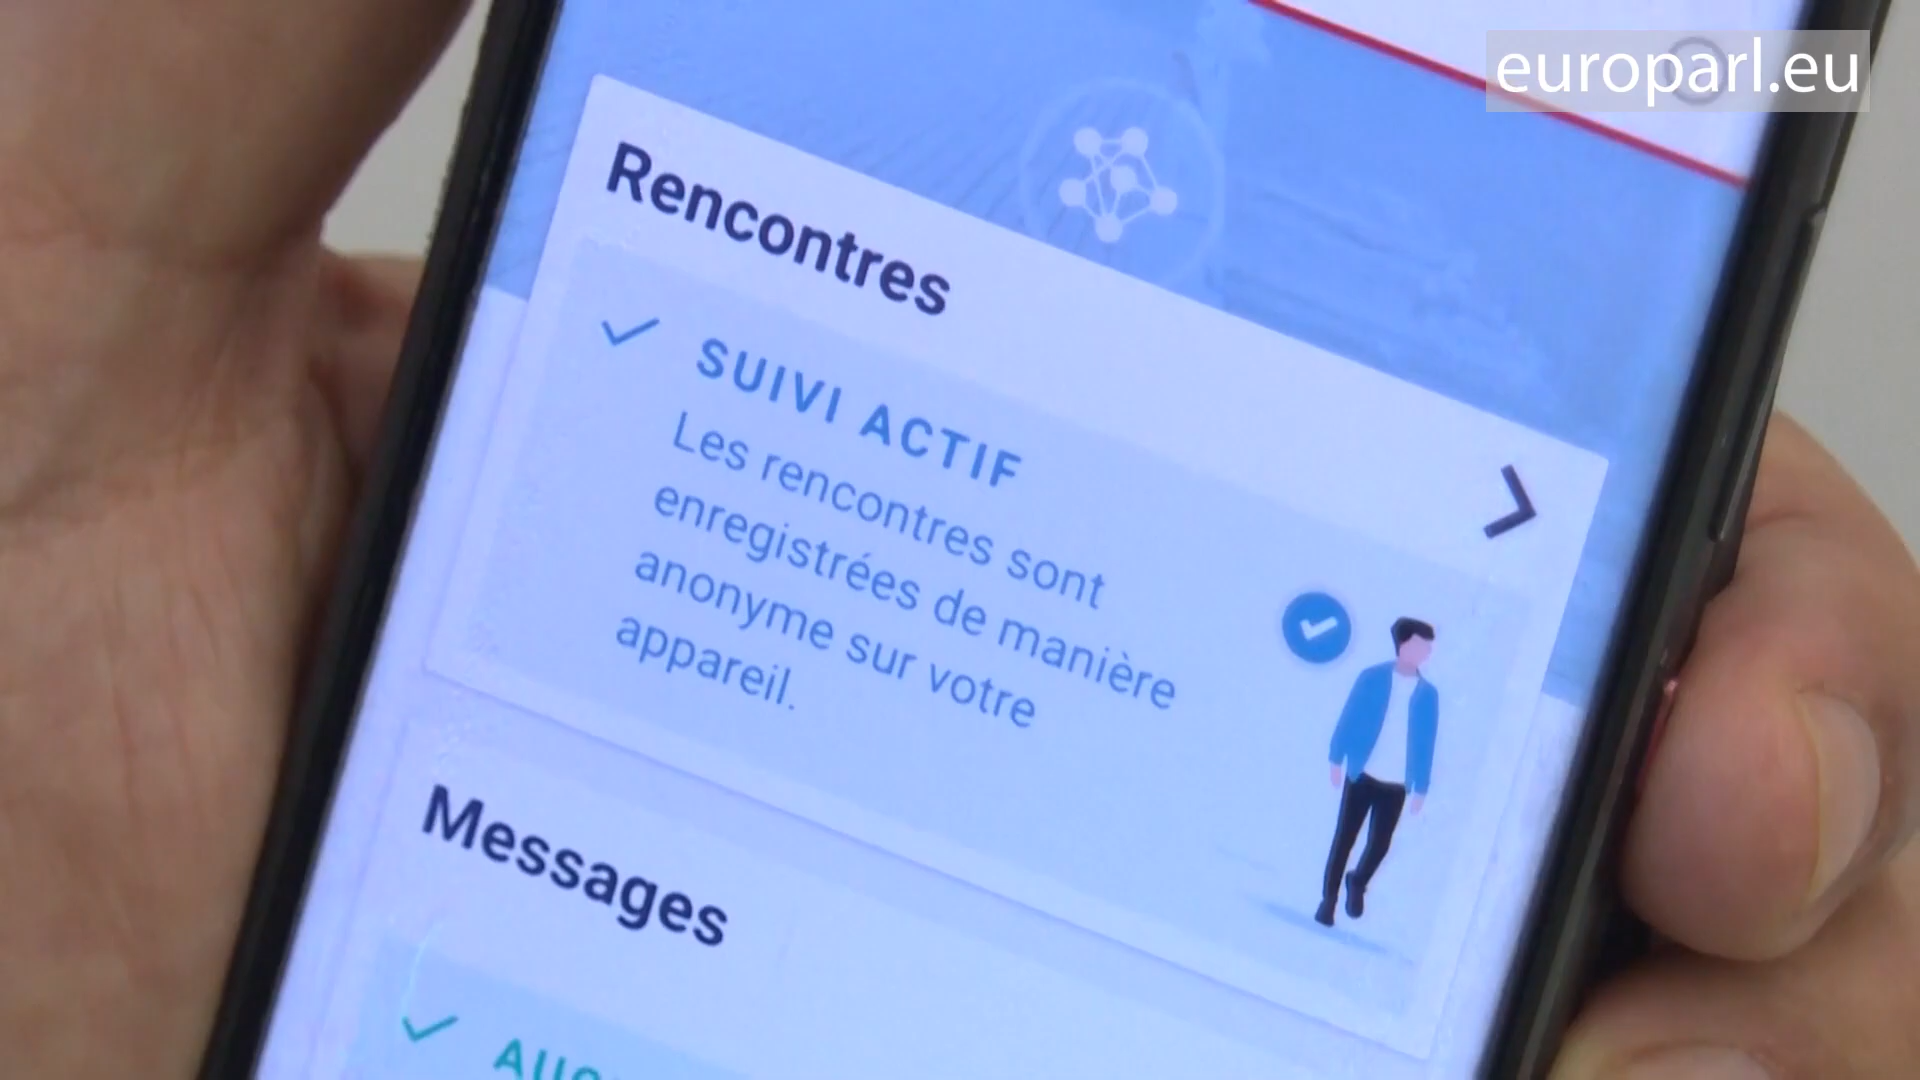 europarl.eu
Rencontres
SUIVI ACTIF
Les rencontres sont
enregistrées de manière
anonyme sur votre
appareil.
Messages